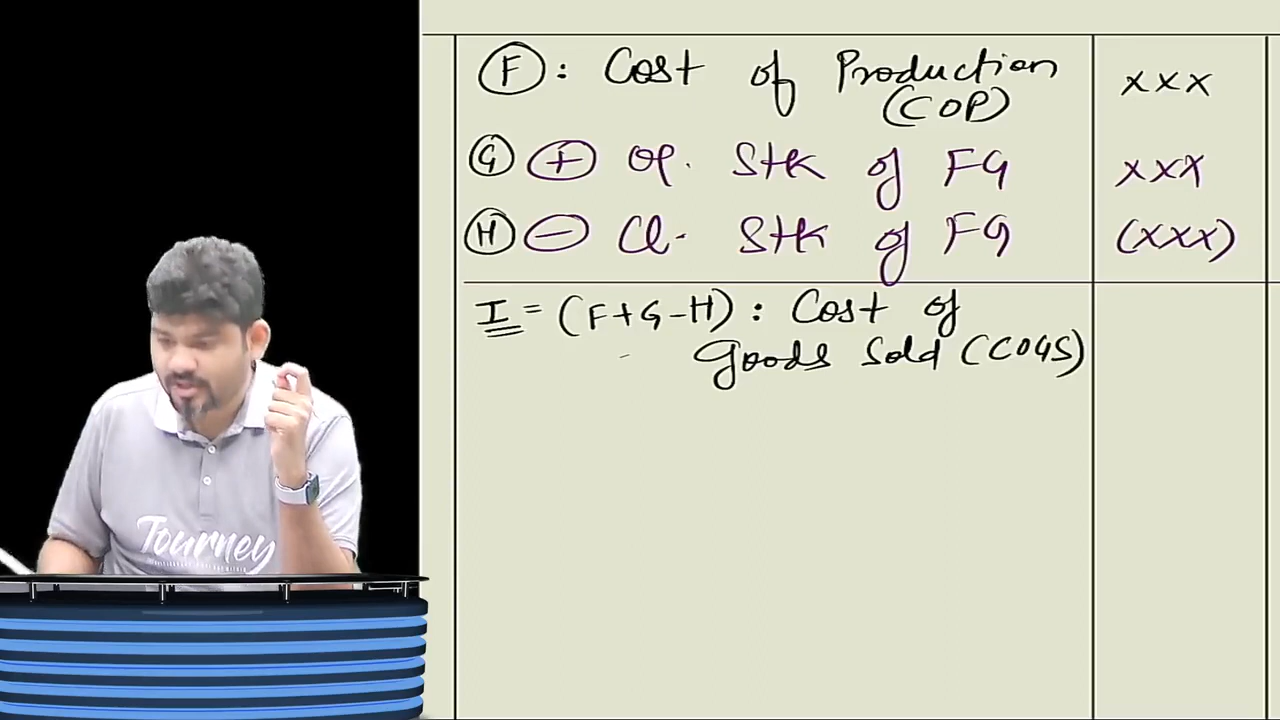 F : Cost of Production xxx
(COP)
G + Op. Stk of FG xxx
H - Cl. Stk of FG (xxx)
I = (F+G-H) : Cost of
Goods Sold (COGS)
Tourney